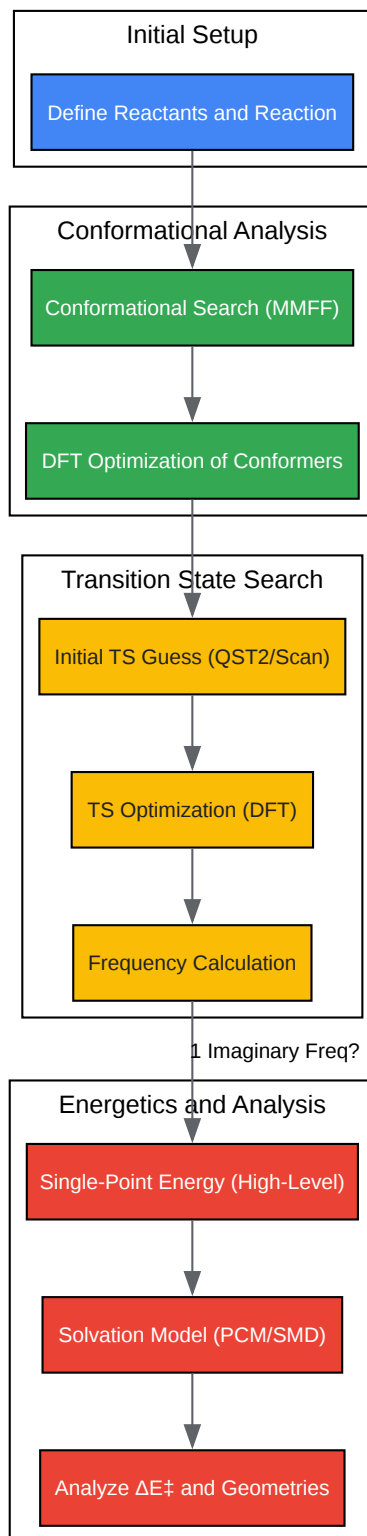 Initial Setup
Define Reactants and Reaction
Conformational Analysis
Conformational Search (MMFF)
DFT Optimization of Conformers
Transition State Search
Initial TS Guess (QST2/Scan)
TS Optimization (DFT)
Frequency Calculation
1 Imaginary Freq?
Energetics and Analysis
Single-Point Energy (High-Level)
Solvation Model (PCM/SMD)
Analyze ΔE‡ and Geometries